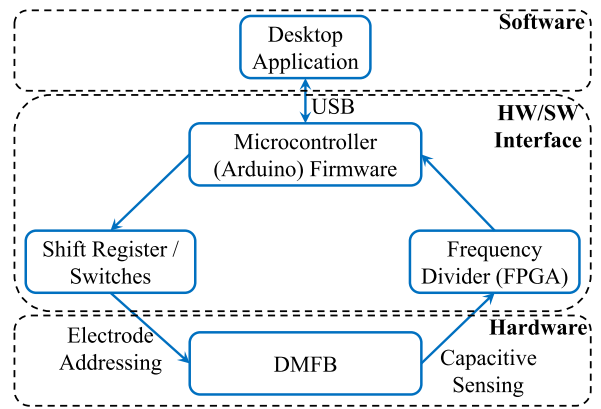 Software
Desktop
Application
USB
HW/SW
Interface
Microcontroller
(Arduino) Firmware
Shift Register /
Switches
Frequency
Divider (FPGA)
Hardware
Electrode
Addressing
DMFB
Capacitive
Sensing